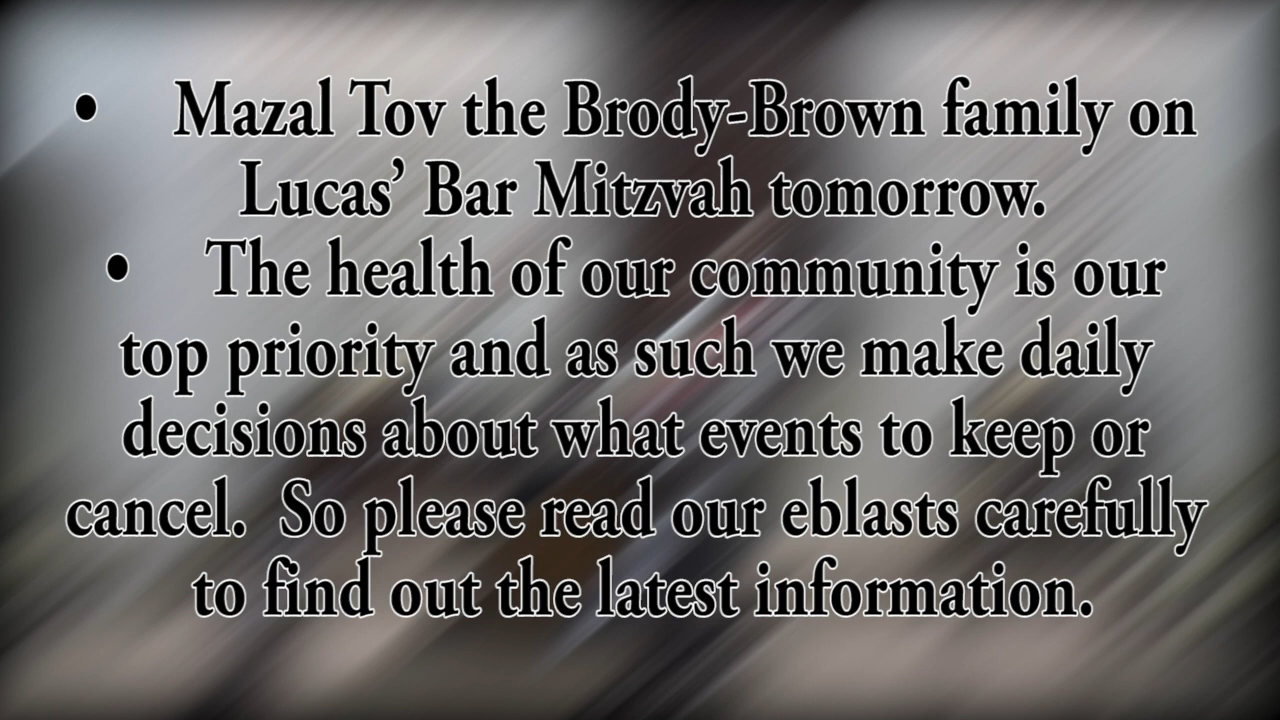 • Mazal Tov the Brody-Brown family on
Lucas’ Bar Mitzvah tomorrow.
• The health of our community is our
top priority and as such we make daily
decisions about what events to keep or
cancel.  So please read our eblasts carefully
to find out the latest information.